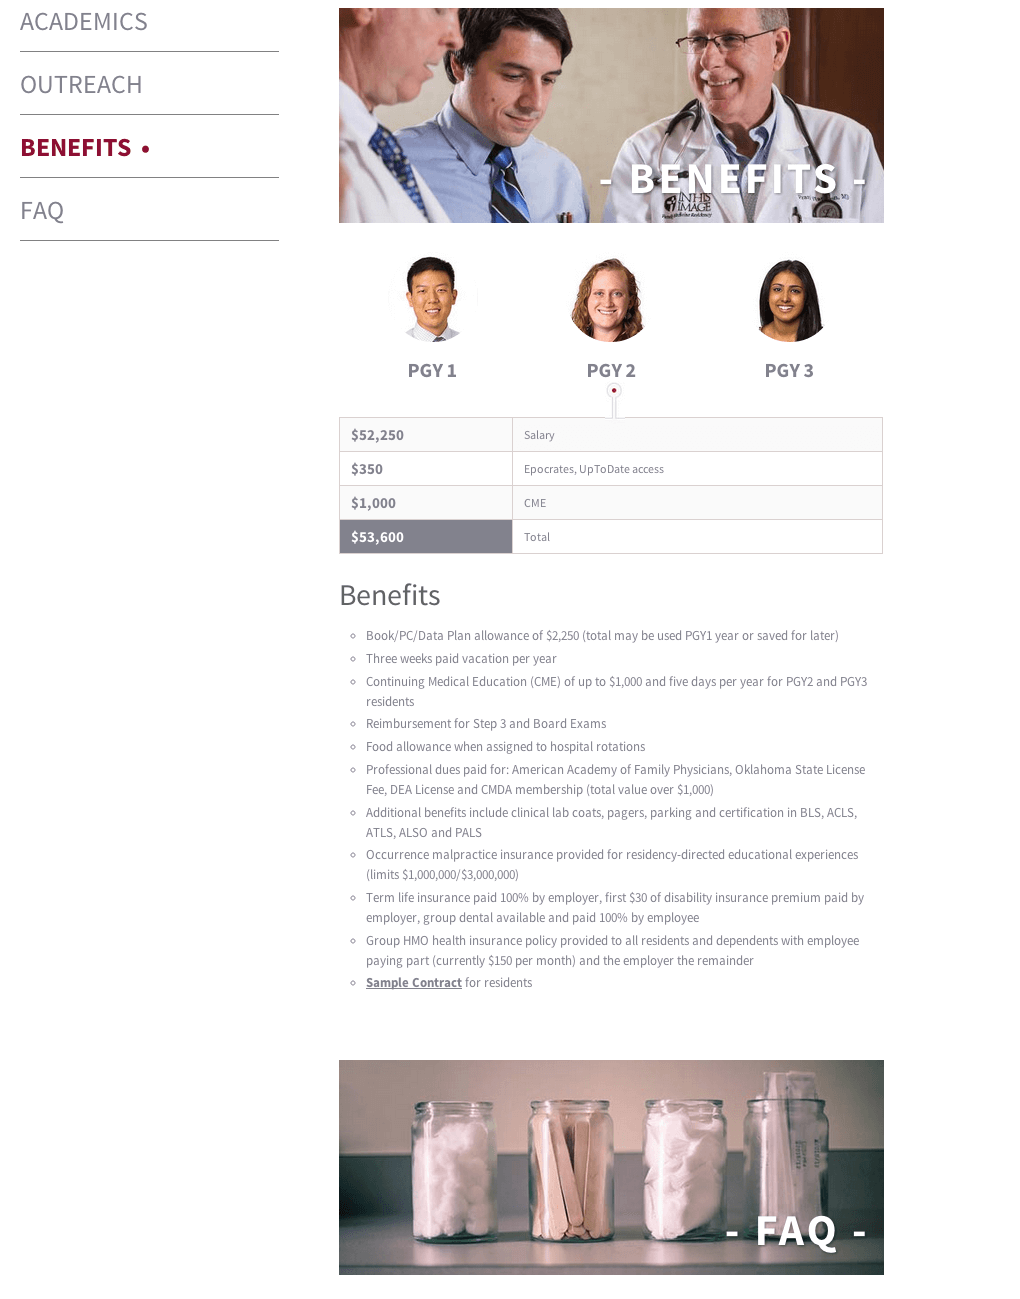 ACADEMICS
OUTREACH
BENEFITS •
FAQ
- BENEFITS -
IN HIS
IMAGE
PGY 1
PGY 2
PGY 3
$52,250 Salary
$350 Epocrates, UpToDate access
$1,000 CME
$53,600 Total
Benefits
Book/PC/Data Plan allowance of $2,250 (total may be used PGY1 year or saved for later)
Three weeks paid vacation per year
Continuing Medical Education (CME) of up to $1,000 and five days per year for PGY2 and PGY3
residents
Reimbursement for Step 3 and Board Exams
Food allowance when assigned to hospital rotations
Professional dues paid for: American Academy of Family Physicians, Oklahoma State License
Fee, DEA License and CMDA membership (total value over $1,000)
Additional benefits include clinical lab coats, pagers, parking and certification in BLS, ACLS,
ATLS, ALSO and PALS
Occurrence malpractice insurance provided for residency-directed educational experiences
(limits $1,000,000/$3,000,000)
Term life insurance paid 100% by employer, first $30 of disability insurance premium paid by
employer, group dental available and paid 100% by employee
Group HMO health insurance policy provided to all residents and dependents with employee
paying part (currently $150 per month) and the employer the remainder
Sample Contract for residents
- FAQ -